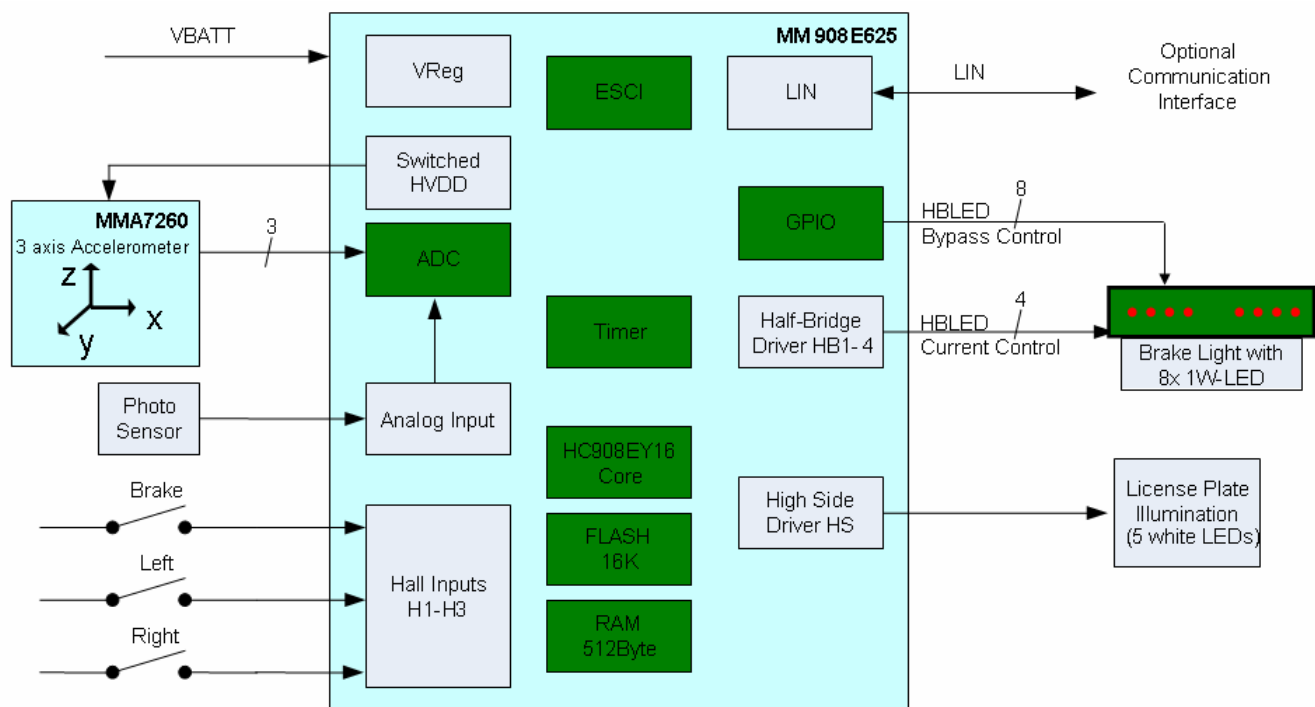 VBATT
MM908E625
VReg
ESCI
LIN
LIN
Optional
Communication
Interface
Switched
HVDD
MMA7260
3 axis Accelerometer
z
x
y
3
ADC
GPIO
8
HBLED
Bypass Control
Timer
Half-Bridge
Driver HB1-4
4
HBLED
Current Control
Brake Light with
8x 1W-LED
Photo
Sensor
Analog Input
HC908EY16
Core
Brake
Left
Right
Hall Inputs
H1-H3
FLASH
16K
RAM
512Byte
High Side
Driver HS
License Plate
Illumination
(5 white LEDs)